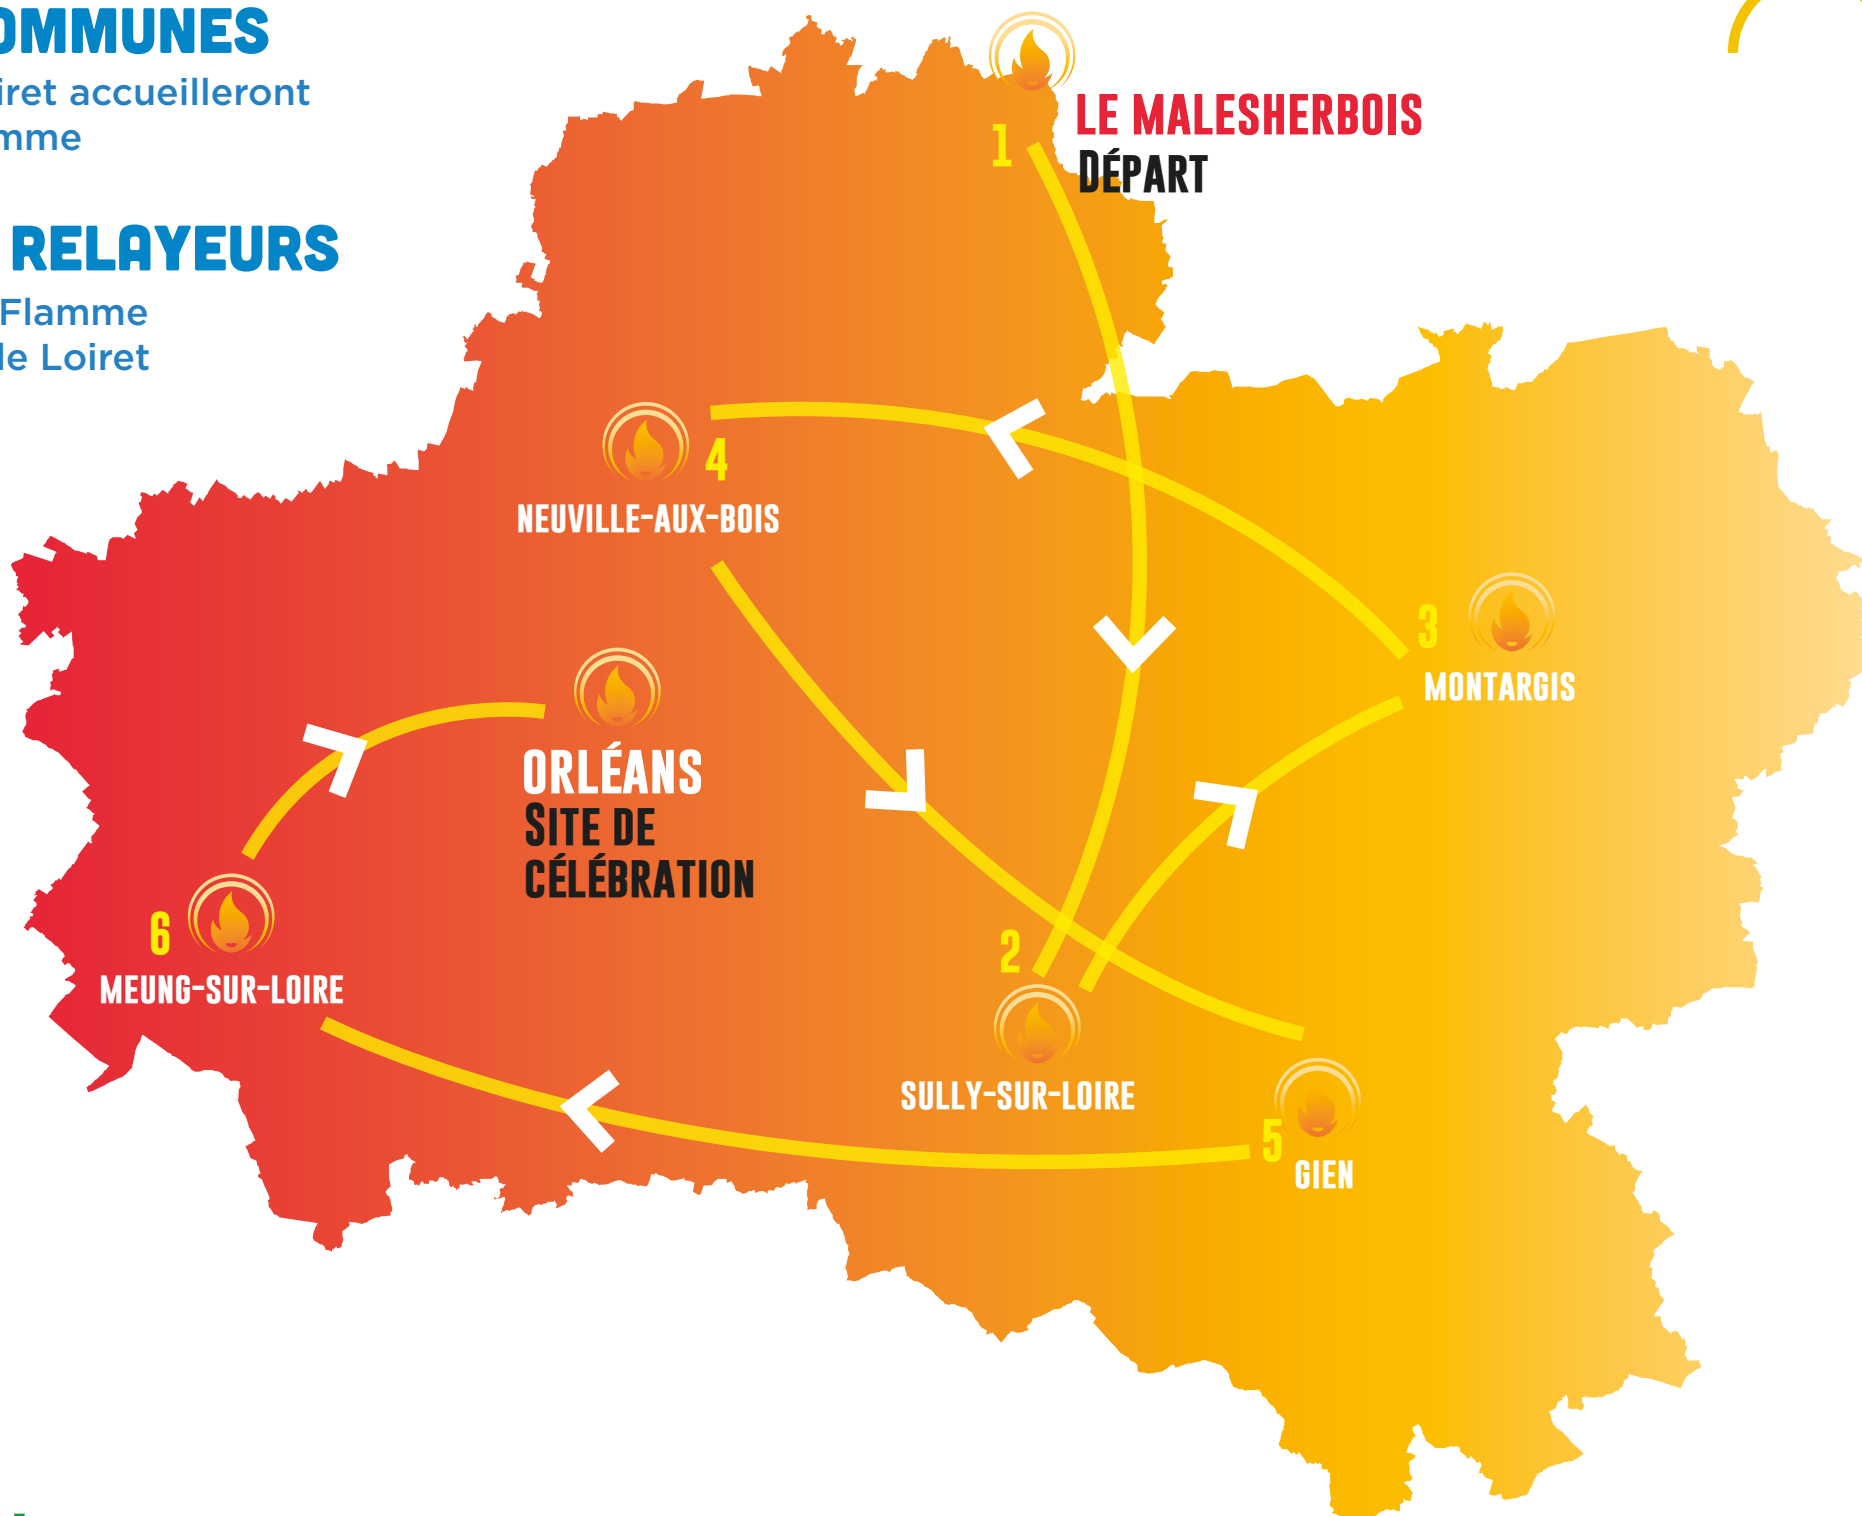 OMMUNES
iret accueilleront
mme
RELAYEURS
Flamme
le Loiret
1
LE MALESHERBOIS
DÉPART
4
NEUVILLE-AUX-BOIS
3
MONTARGIS
ORLÉANS
SITE DE
CÉLÉBRATION
6
MEUNG-SUR-LOIRE
2
SULLY-SUR-LOIRE
5
GIEN